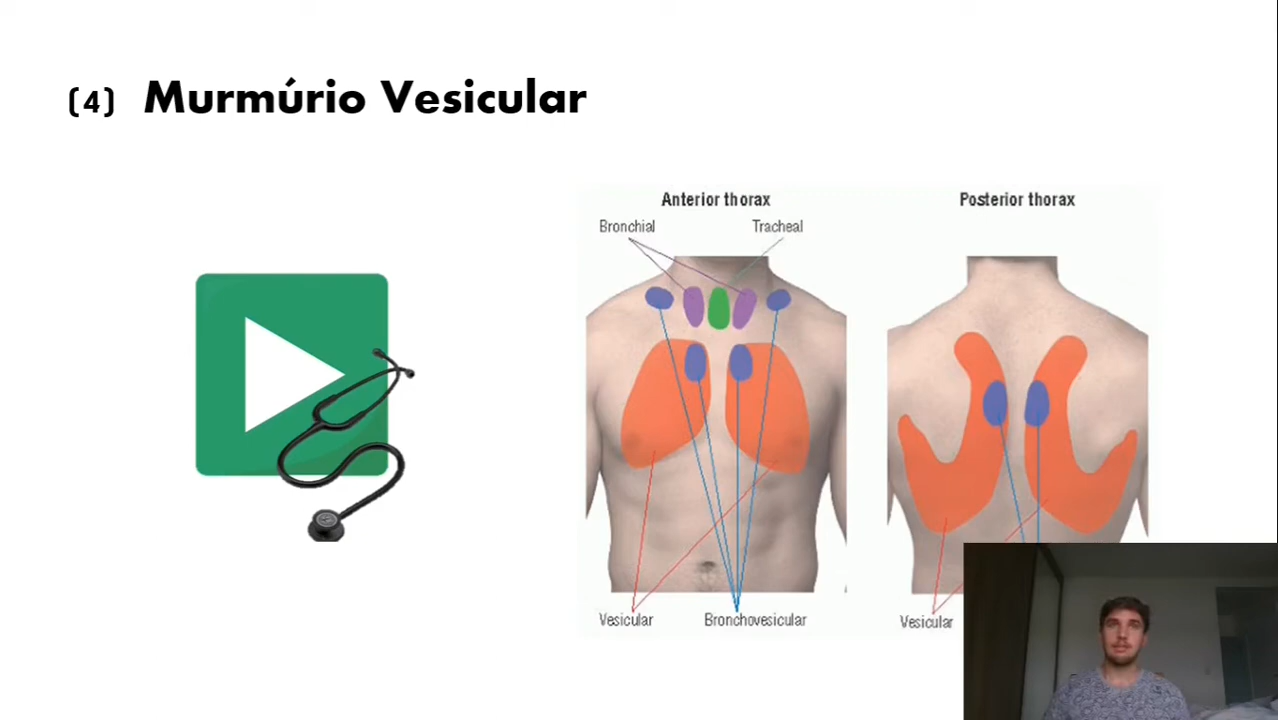 (4) Murmúrio Vesicular
Anterior thorax
Posterior thorax
Bronchial
Tracheal
Vesicular
Bronchovesicular
Vesicular